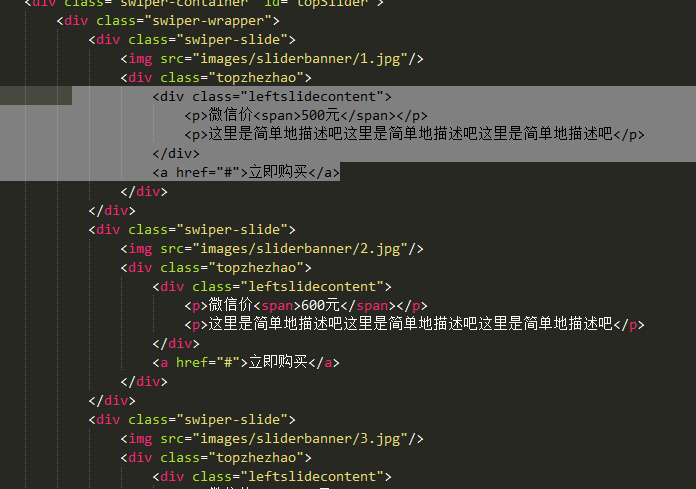 <div class="swiper-container" id="topSlider">
<div class="swiper-wrapper">
<div class="swiper-slide">
<img src="images/sliderbanner/1.jpg"/>
<div class="topzhezhao">
<div class="leftslidecontent">
<p>微信价<span>500元</span></p>
<p>这里是简单地描述吧这里是简单地描述吧这里是简单地描述吧</p>
</div>
<a href="#">立即购买</a>
</div>
</div>
<div class="swiper-slide">
<img src="images/sliderbanner/2.jpg"/>
<div class="topzhezhao">
<div class="leftslidecontent">
<p>微信价<span>600元</span></p>
<p>这里是简单地描述吧这里是简单地描述吧这里是简单地描述吧</p>
</div>
<a href="#">立即购买</a>
</div>
</div>
<div class="swiper-slide">
<img src="images/sliderbanner/3.jpg"/>
<div class="topzhezhao">
<div class="leftslidecontent">